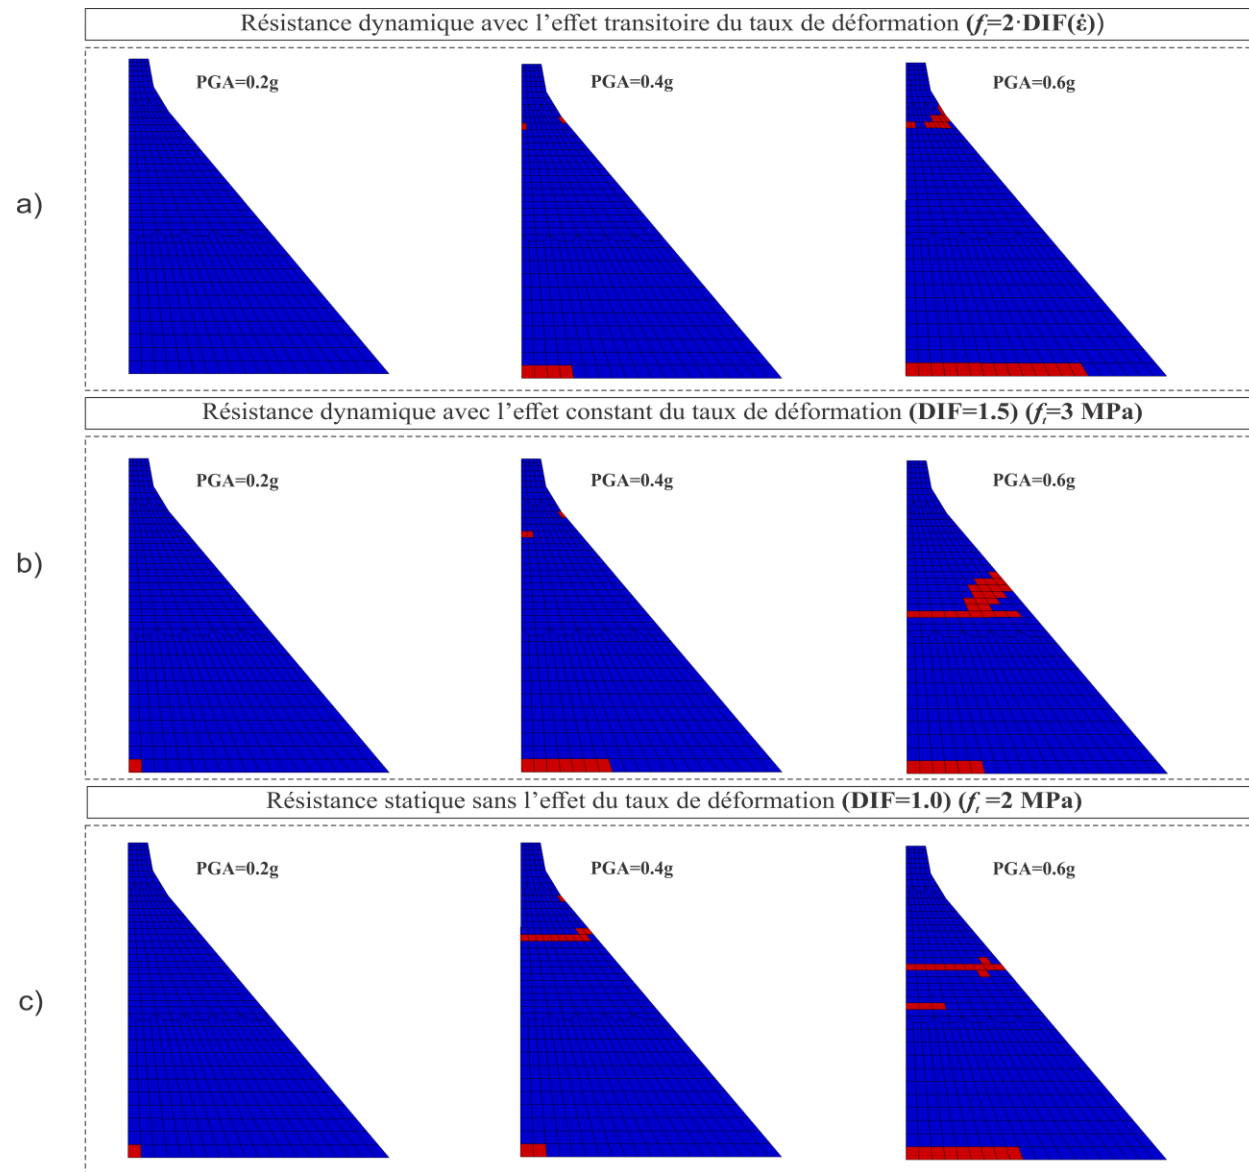 Résistance dynamique avec l’effet transitoire du taux de déformation (fₜ=2·DIF(ε̇))
PGA=0.2g
PGA=0.4g
PGA=0.6g
a)
Résistance dynamique avec l’effet constant du taux de déformation (DIF=1.5) (fₜ=3 MPa)
PGA=0.2g
PGA=0.4g
PGA=0.6g
b)
Résistance statique sans l’effet du taux de déformation (DIF=1.0) (fₜ =2 MPa)
PGA=0.2g
PGA=0.4g
PGA=0.6g
c)